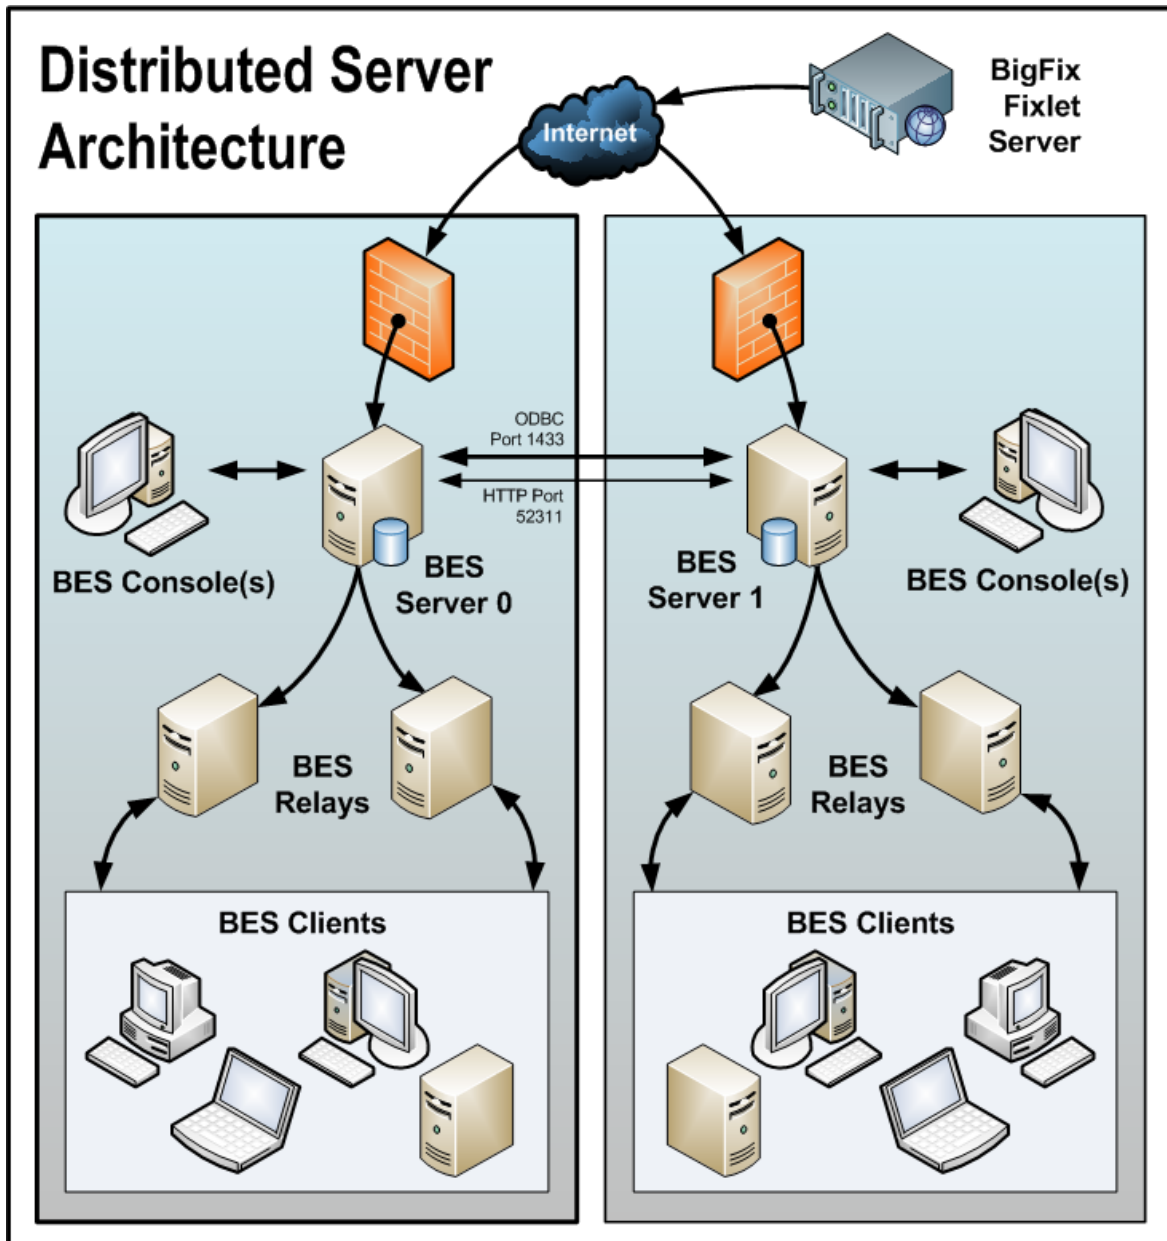 Distributed Server
Architecture
BigFix
Fixlet
Server
Internet
ODBC
Port 1433
HTTP Port
52311
BES Console(s)
BES
Server 0
BES
Server 1
BES Console(s)
BES
Relays
BES
Relays
BES Clients
BES Clients